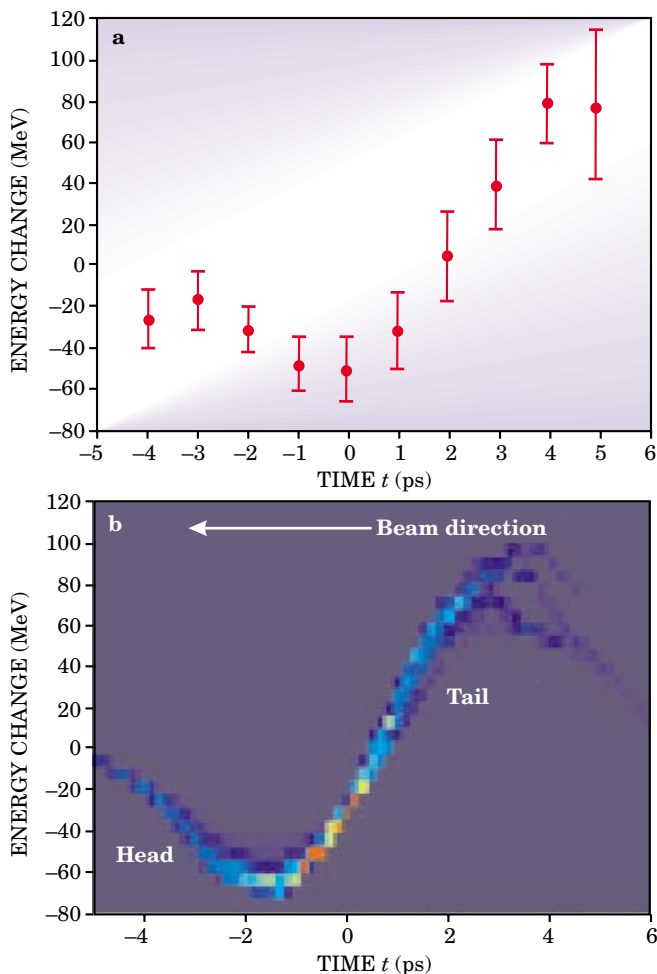 a
120
100
80
60
40
20
0
−20
−40
−60
−80
ENERGY CHANGE (MeV)
−5 −4 −3 −2 −1 0 1 2 3 4 5 6
TIME t (ps)
b
Beam direction
120
100
80
60
40
20
0
−20
−40
−60
−80
ENERGY CHANGE (MeV)
Tail
Head
−4 −2 0 2 4 6
TIME t (ps)